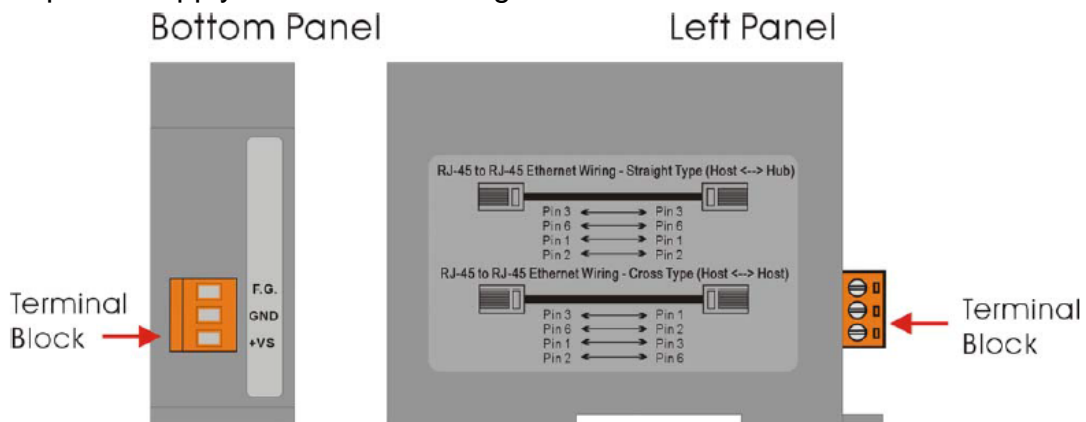 Bottom Panel
Left Panel
RJ-45 to RJ-45 Ethernet Wiring - Straight Type (Host <--> Hub)
Pin 3 Pin 3
Pin 6 Pin 6
Pin 1 Pin 1
Pin 2 Pin 2
RJ-45 to RJ-45 Ethernet Wiring - Cross Type (Host <--> Host)
Pin 3 Pin 1
Pin 6 Pin 2
Pin 1 Pin 3
Pin 2 Pin 6
Terminal
Block
F.G.
GND
+VS
Terminal
Block